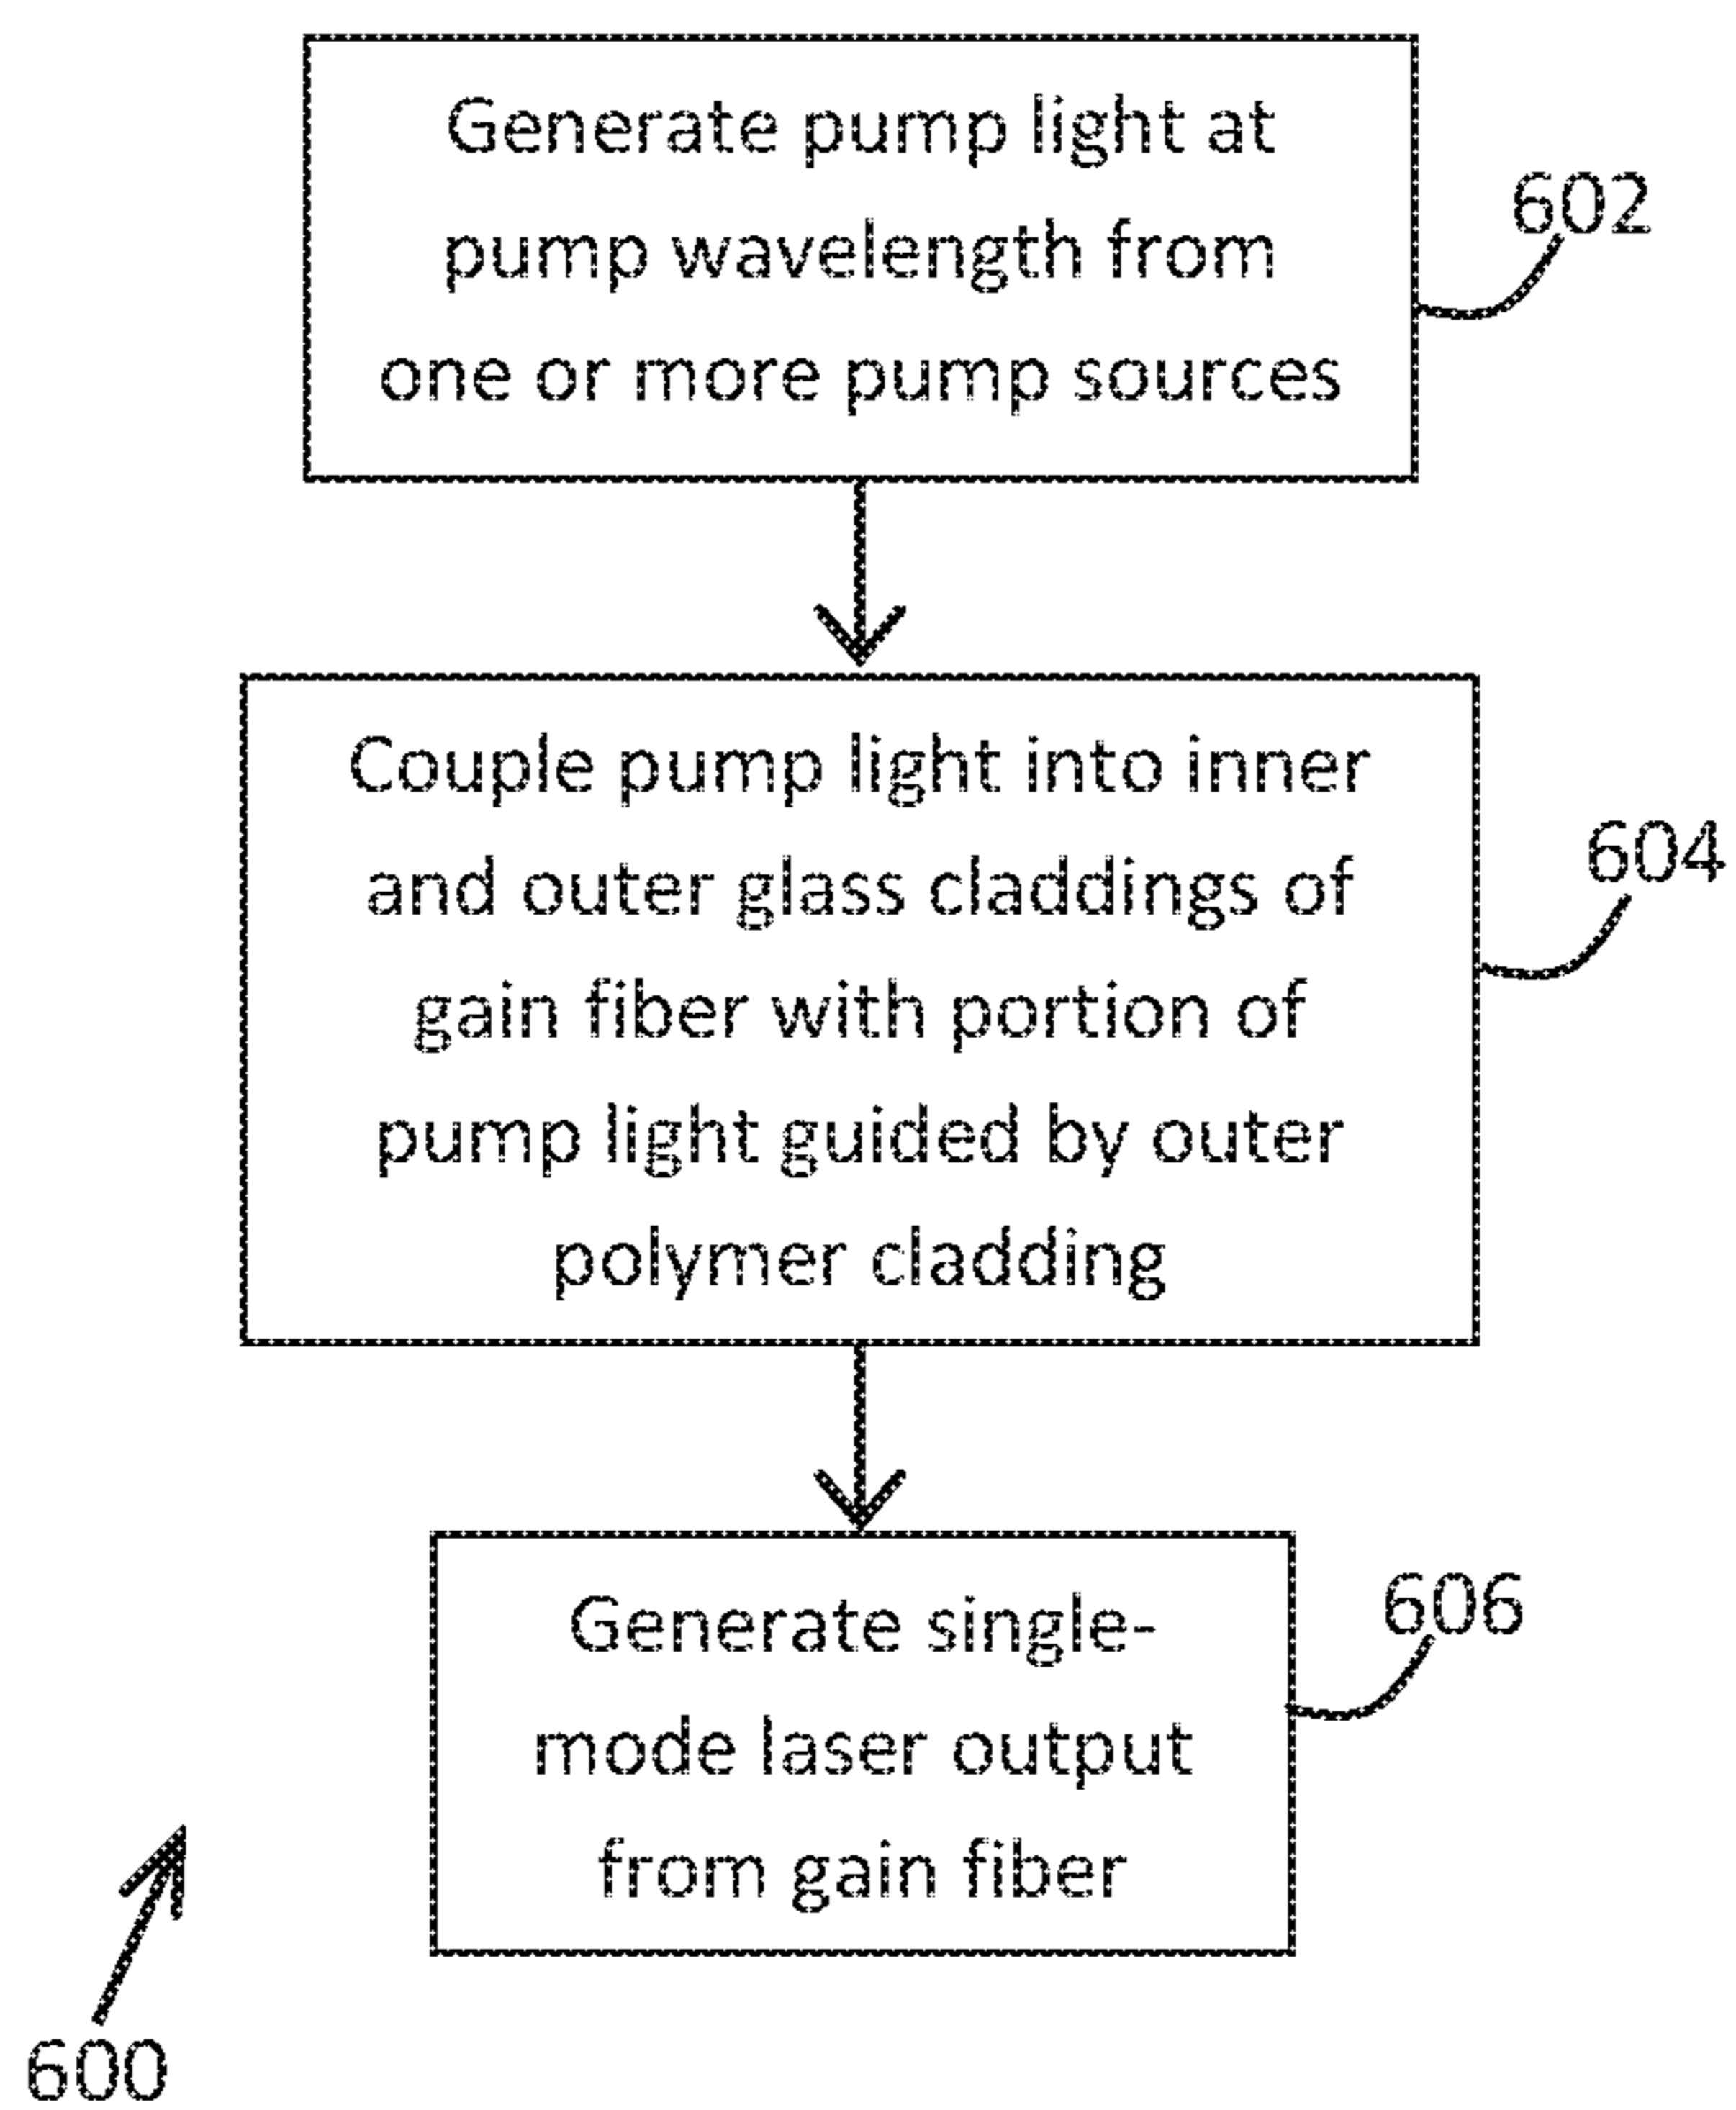 Generate pump light at
pump wavelength from
one or more pump sources
602
Couple pump light into inner
and outer glass claddings of
gain fiber with portion of
pump light guided by outer
polymer cladding
604
Generate single-
mode laser output
from gain fiber
606
600